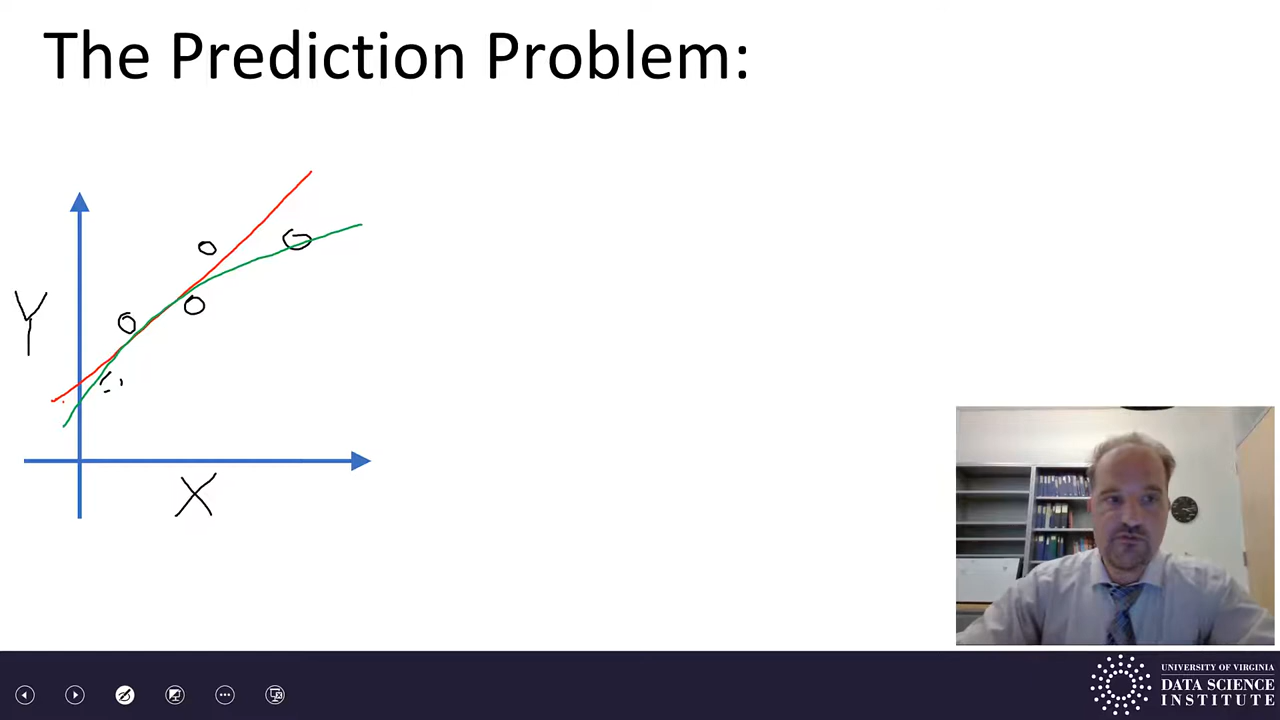 The Prediction Problem:
Y
X
UNIVERSITY OF VIRGINIA
DATA SCIENCE
INSTITUTE